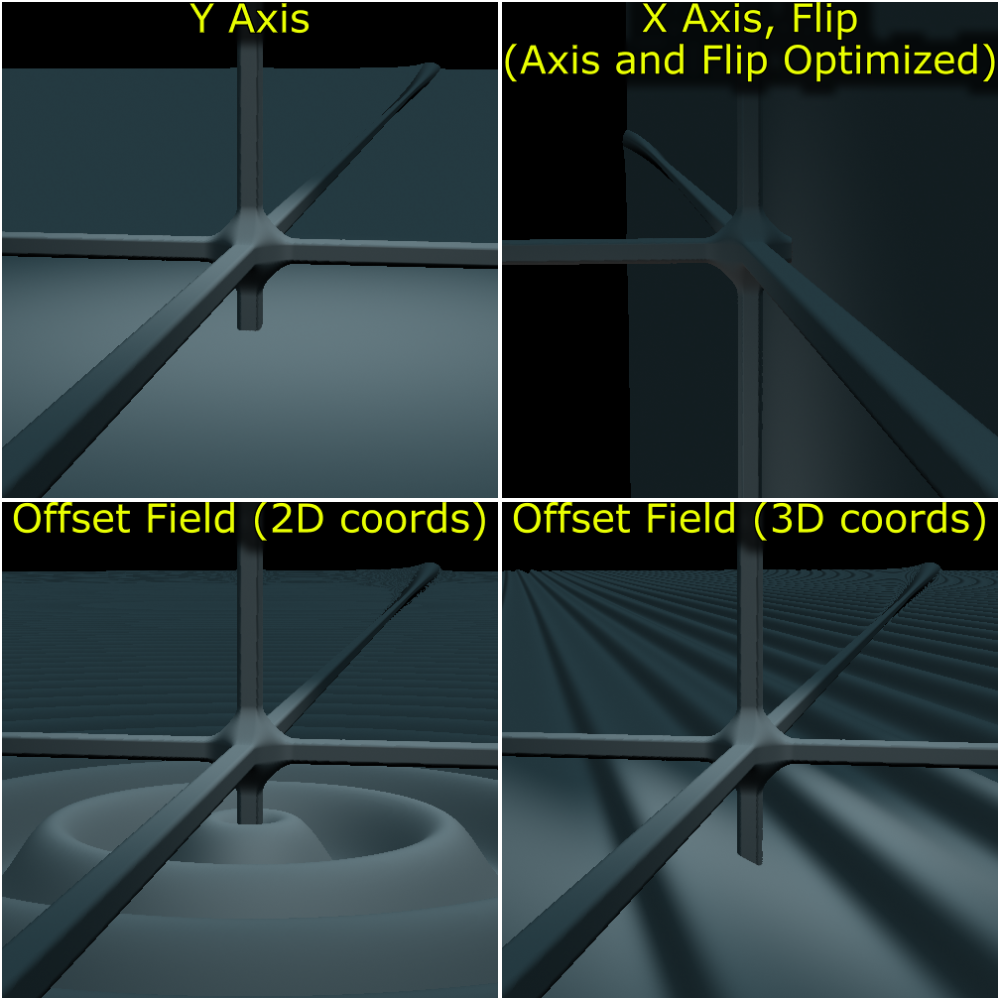 Y Axis
X Axis, Flip
(Axis and Flip Optimized)
Offset Field (2D coords)
Offset Field (3D coords)